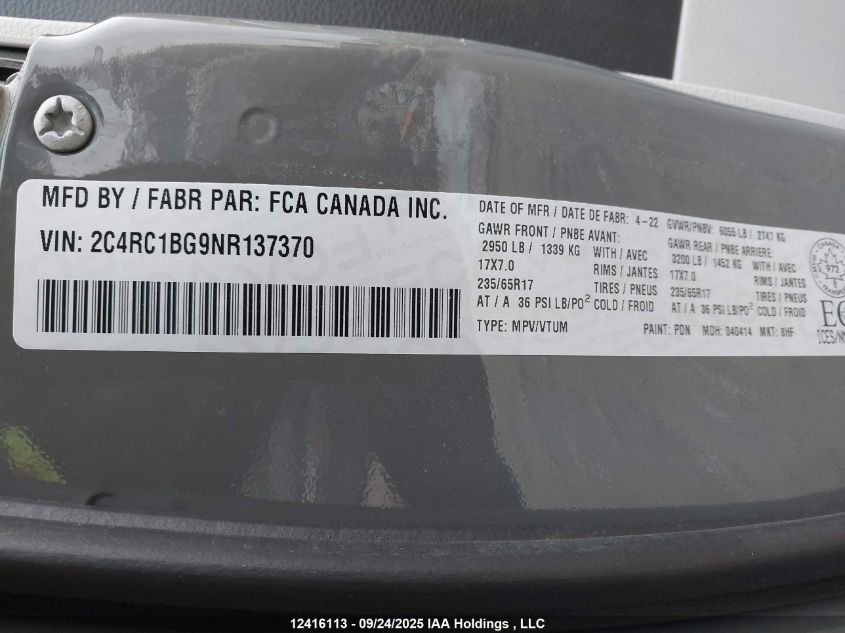 MFD BY / FABR PAR: FCA CANADA INC.
VIN: 2C4RC1BG9NR137370
DATE OF MFR / DATE DE FABR: 4-22 GVWR/PNBV: 6055 LB / 2747 KG
GAWR FRONT / PNBE AVANT:
2950 LB / 1339 KG WITH / AVEC
17X7.0 RIMS / JANTES
235/65R17 TIRES / PNEUS
AT / A 36 PSI LB/PO² COLD / FROID
GAWR REAR / PNBE ARRIERE:
3200 LB / 1452 KG WITH / AVEC
17X7.0 RIMS / JANTES
235/65R17 TIRES / PNEUS
AT / A 36 PSI LB/PO² COLD / FROID
TYPE: MPV/VTUM PAINT: PDN MDH: 040414 MKT: 8HF
CANADA
972
12416113 - 09/24/2025 IAA Holdings , LLC